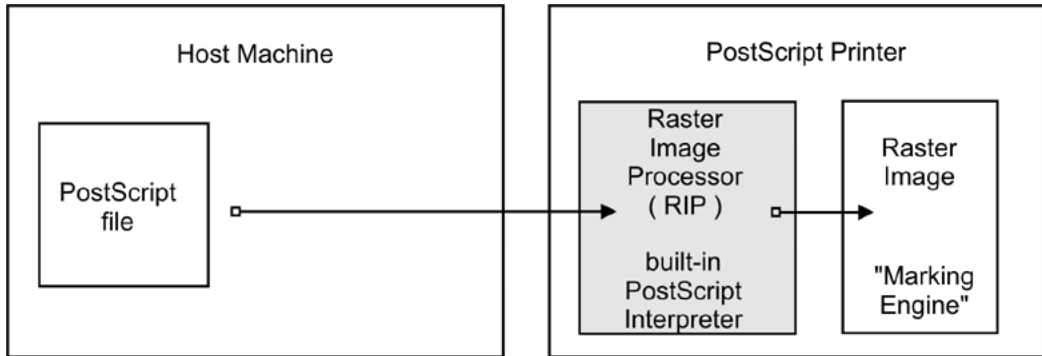 Host Machine
PostScript
file
PostScript Printer
Raster
Image
Processor
( RIP )
built-in
PostScript
Interpreter
Raster
Image
"Marking
Engine"